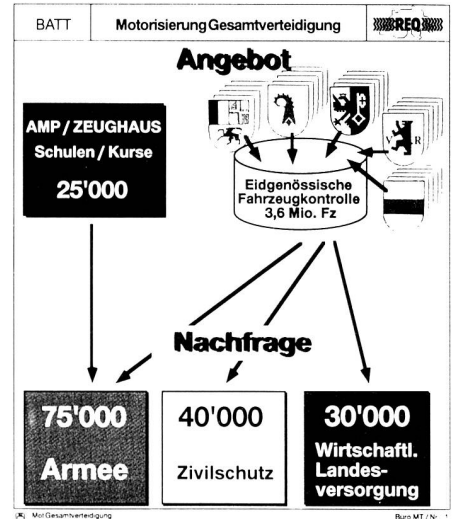 BATT
Motorisierung Gesamtverteidigung
REQ
Angebot
AMP / ZEUGHAUS
Schulen / Kurse
25'000
V R
Eidgenössische
Fahrzeugkontrolle
3,6 Mio. Fz
Nachfrage
75'000
Armee
40'000
Zivilschutz
30'000
Wirtschaftl.
Landes-
versorgung
Mot Gesamtverteidigung
Büro MT / Nr. 1